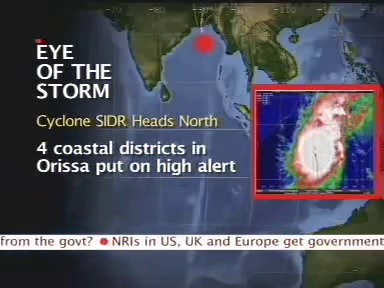 EYE
OF THE
STORM
Cyclone SIDR Heads North
4 coastal districts in
Orissa put on high alert
from the govt? ● NRIs in US, UK and Europe get government